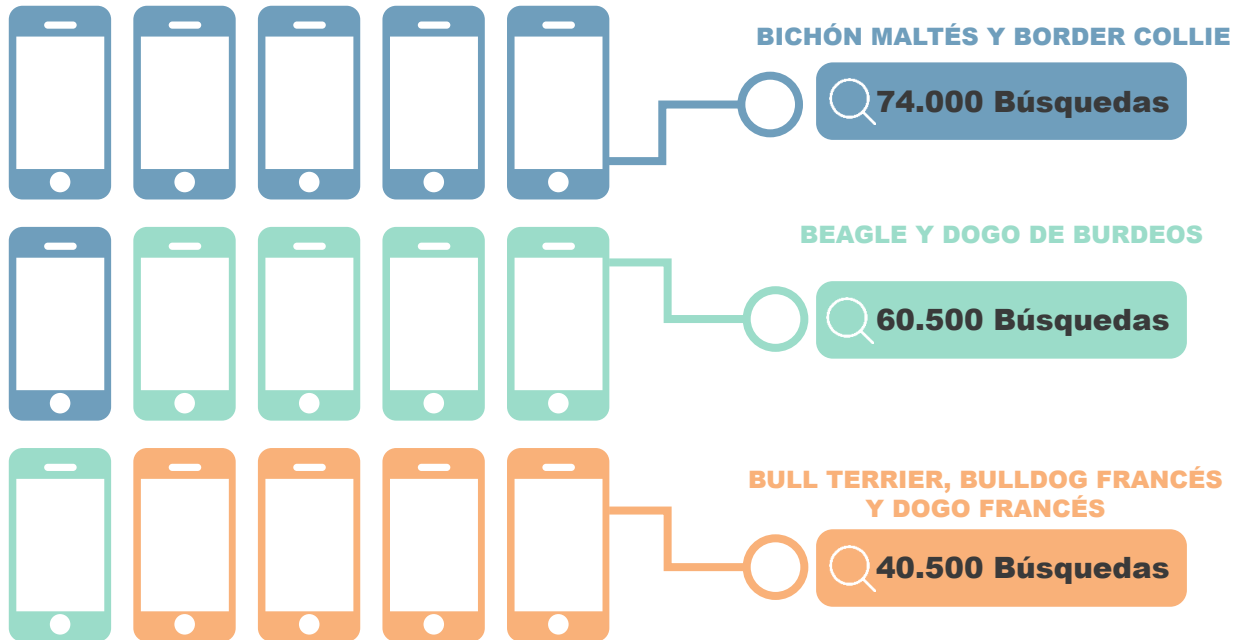 BICHÓN MALTÉS Y BORDER COLLIE
74.000 Búsquedas
BEAGLE Y DOGO DE BURDEOS
60.500 Búsquedas
BULL TERRIER, BULLDOG FRANCÉS
Y DOGO FRANCÉS
40.500 Búsquedas